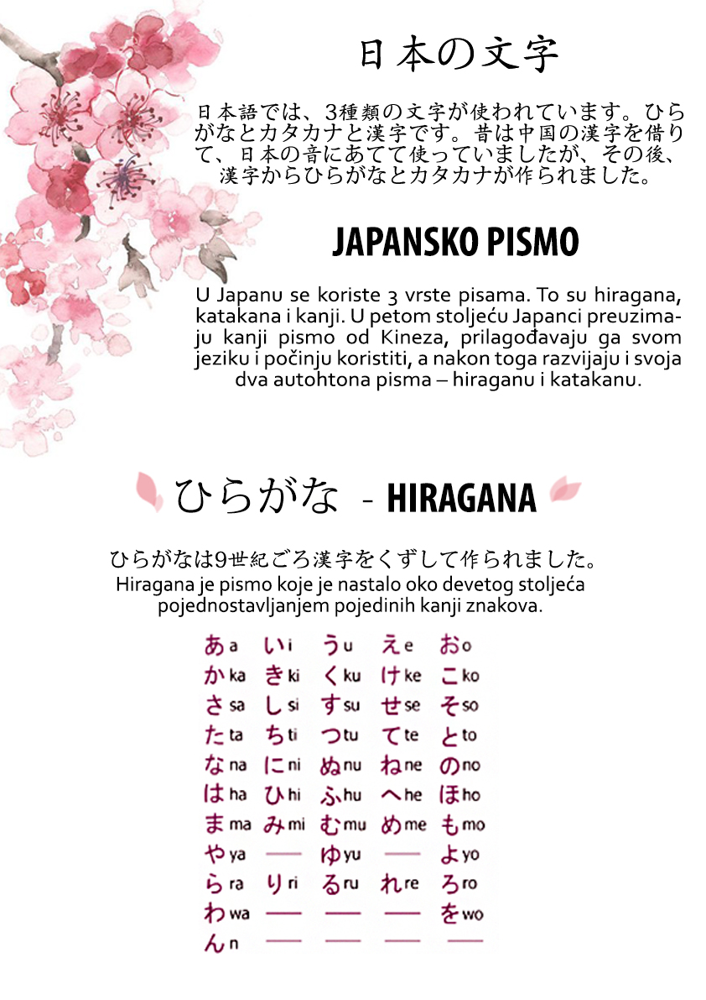 日本の文字
日本語では、3種類の文字が使われています。ひら
がなとカタカナと漢字です。昔は中国の漢字を借り
て、日本の音にあてて使っていましたが、その後、
漢字からひらがなとカタカナが作られました。
JAPANSKO PISMO
U Japanu se koriste 3 vrste pisama. To su hiragana,
katakana i kanji. U petom stoljeću Japanci preuzima-
ju kanji pismo od Kineza, prilagođavaju ga svom
jeziku i počinju koristiti, a nakon toga razvijaju i svoja
dva autohtona pisma – hiraganu i katakanu.
ひらがな - HIRAGANA
ひらがなは9世紀ごろ漢字をくずして作られました。
Hiragana je pismo koje je nastalo oko devetog stoljeća
pojednostavljanjem pojedinih kanji znakova.
あ a い i う u え e お o
か ka き ki く ku け ke こ ko
さ sa し si す su せ se そ so
た ta ち ti つ tu て te と to
な na に ni ぬ nu ね ne の no
は ha ひ hi ふ hu へ he ほ ho
ま ma み mi む mu め me も mo
や ya — ゆ yu — よ yo
ら ra り ri る ru れ re ろ ro
わ wa — — — を wo
ん n — — — —